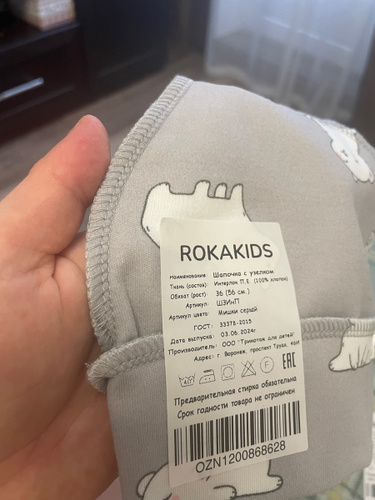 ROKAKIDS
Наименование: Шапочка с узелком
Ткань (состав): Интерлок П.Е. (100% хлопок)
Обхват (рост): 36 (56 см.)
Артикул: ШЗИнП
Артикул цвета: Мишки серый
ГОСТ: 33378-2015
Дата выпуска: 03.06.2024г
Производитель: ООО "Трикотаж для детей"
Адрес: г. Воронеж, проспект Труда,
EAC
Предварительная стирка обязательна
Срок годности товара не ограничен
OZN1200868628